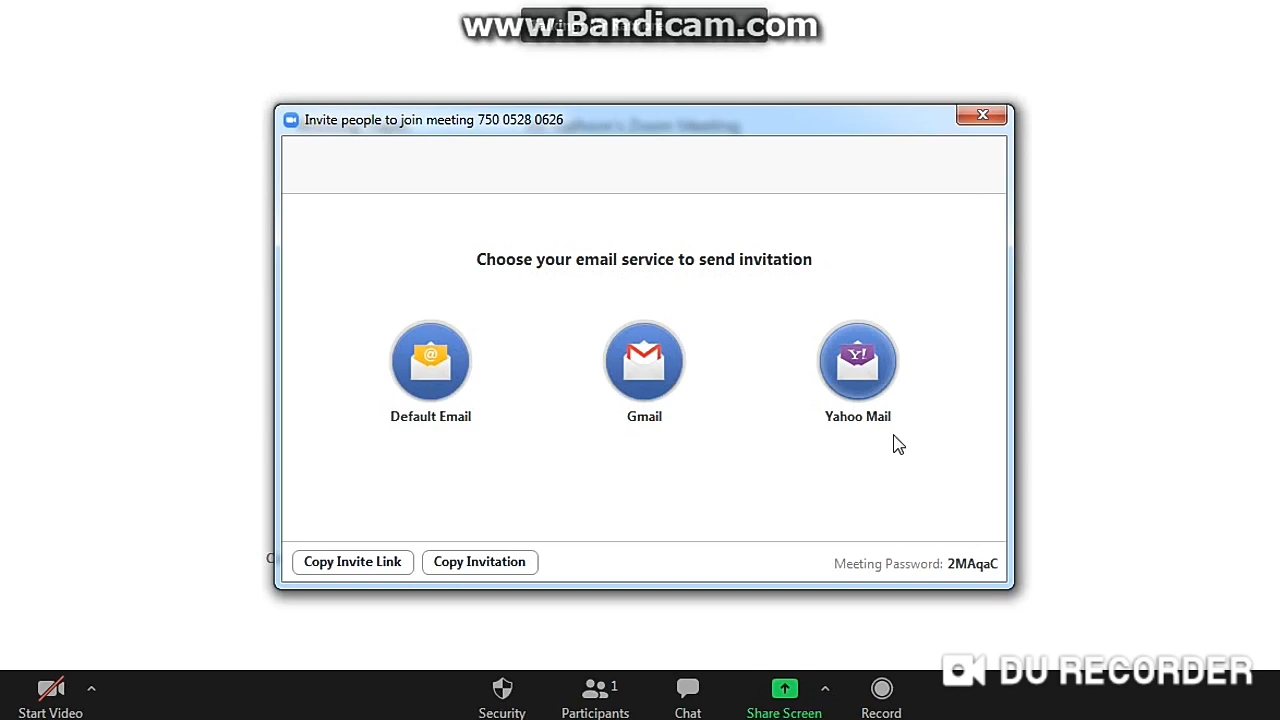 www.Bandicam.com
Invite people to join meeting 750 0528 0626
Zoom Meeting
Choose your email service to send invitation
@
Y!
Default Email
Gmail
Yahoo Mail
Copy Invite Link
Copy Invitation
Meeting Password: 2MAqaC
DU RECORDER
1
Start Video
Security
Participants
Chat
Share Screen
Record